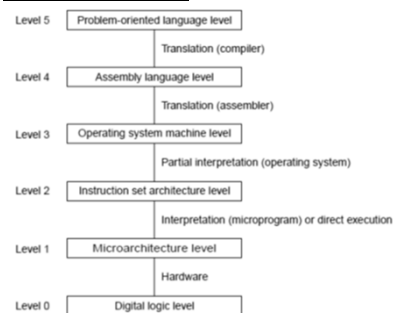 Level 5 Problem-oriented language level
Translation (compiler)
Level 4 Assembly language level
Translation (assembler)
Level 3 Operating system machine level
Partial interpretation (operating system)
Level 2 Instruction set architecture level
Interpretation (microprogram) or direct execution
Level 1 Microarchitecture level
Hardware
Level 0 Digital logic level